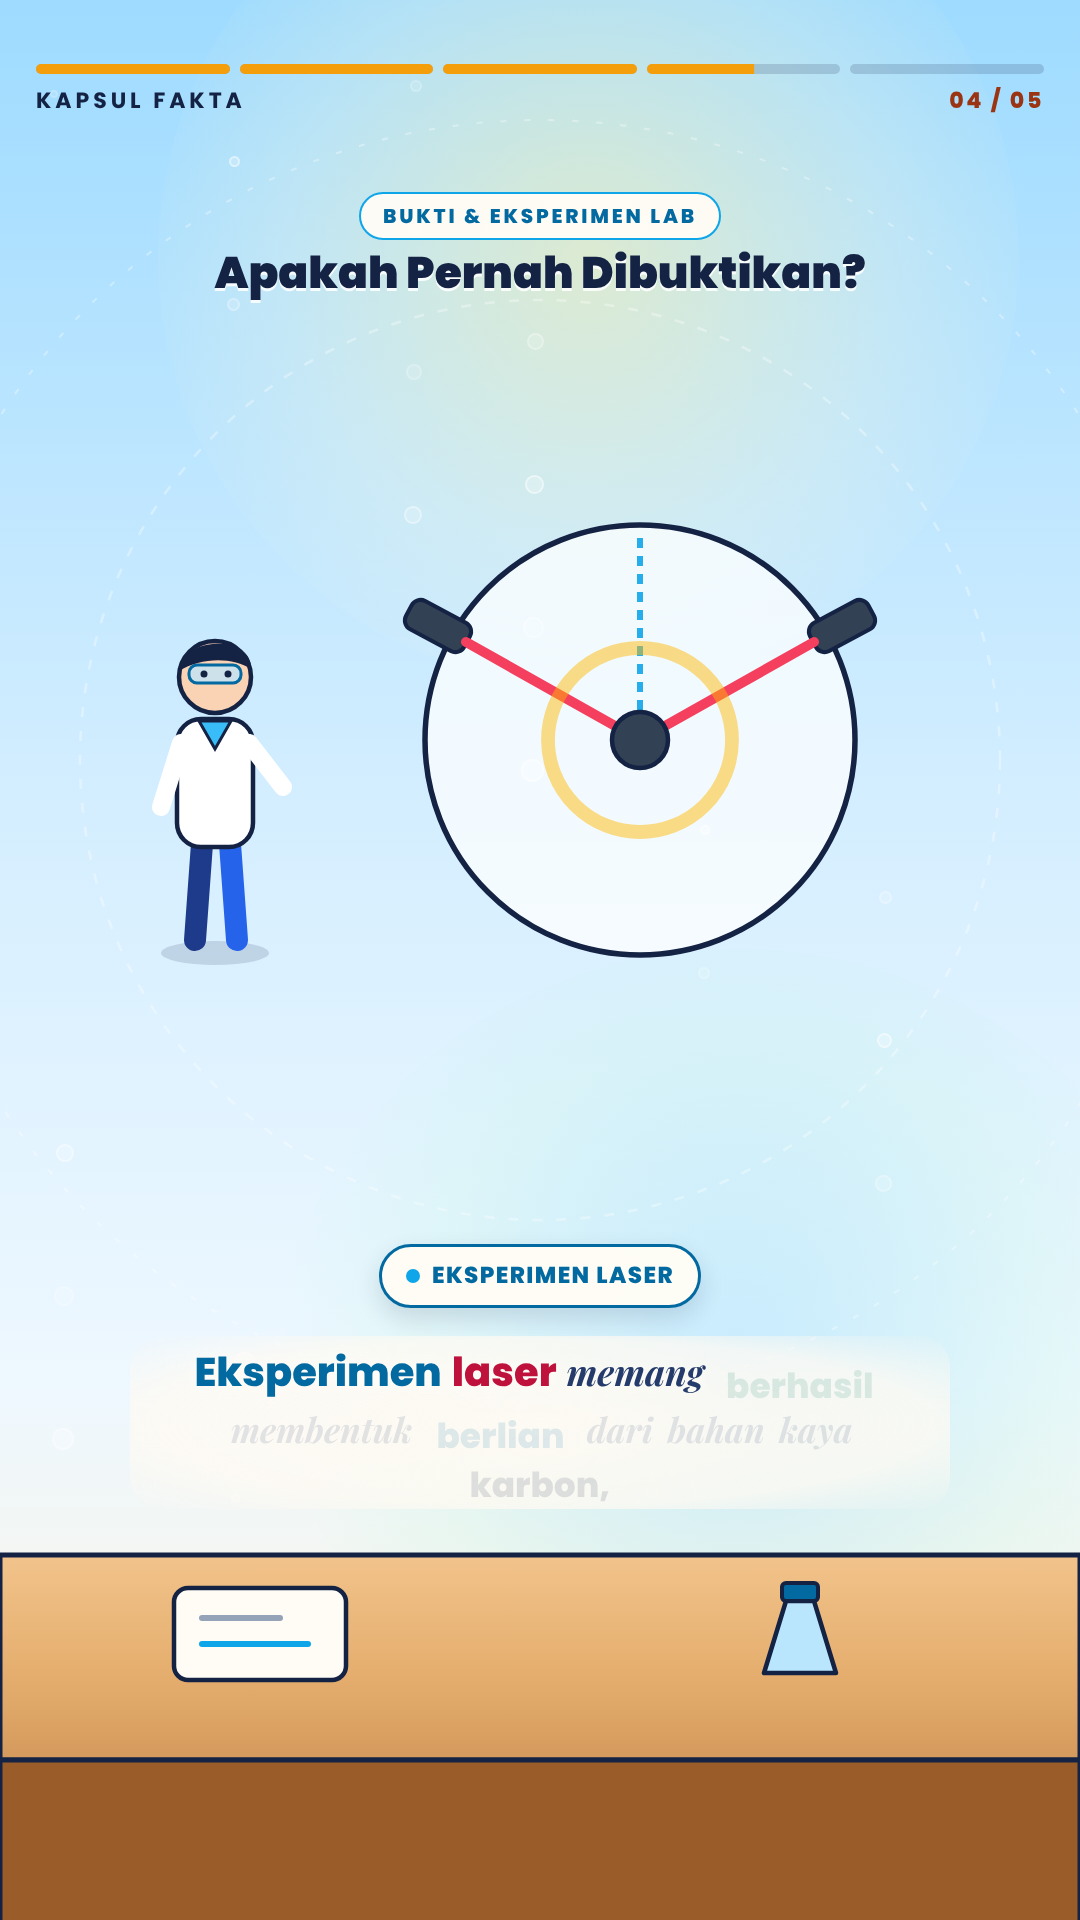 KAPSUL FAKTA
04 / 05
BUKTI & EKSPERIMEN LAB
Apakah Pernah Dibuktikan?
EKSPERIMEN LASER
Eksperimen laser memang berhasil
membentuk berlian dari bahan kaya
karbon,